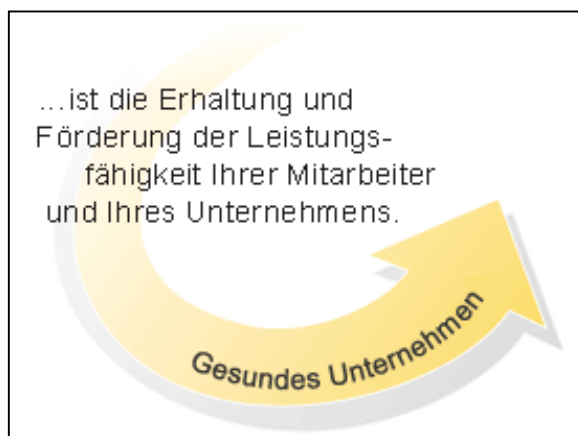 ...ist die Erhaltung und
Förderung der Leistungs-
fähigkeit Ihrer Mitarbeiter
und Ihres Unternehmens.
Gesundes Unternehmen